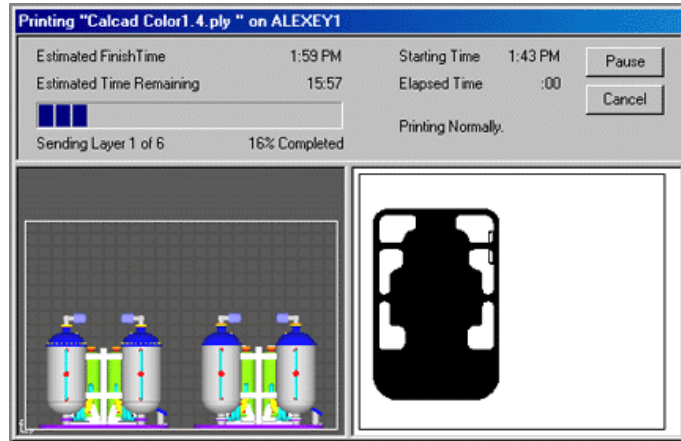 Printing "Calcad Color1.4.ply " on ALEXEY1
Estimated FinishTime 1:59 PM
Estimated Time Remaining 15:57
Sending Layer 1 of 6 16% Completed
Starting Time 1:43 PM
Elapsed Time :00
Printing Normally.
Pause
Cancel